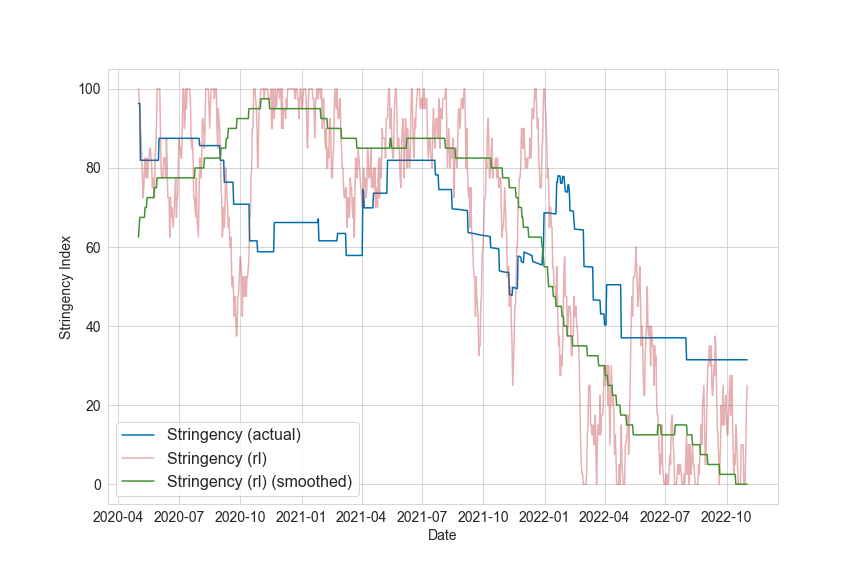 100
80
60
40
20
0
Stringency Index
Stringency (actual)
Stringency (rl)
Stringency (rl) (smoothed)
2020-04 2020-07 2020-10 2021-01 2021-04 2021-07 2021-10 2022-01 2022-04 2022-07 2022-10
Date